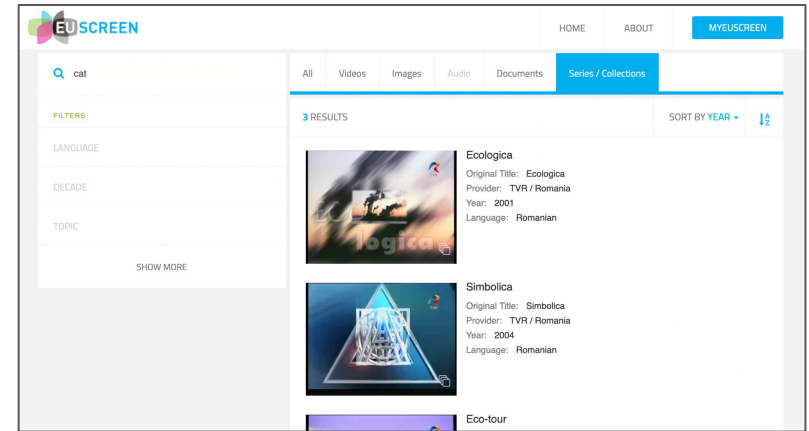 EUSCREEN
HOME
ABOUT
MYEUSCREEN
cat
FILTERS
LANGUAGE
DECADE
TOPIC
SHOW MORE
All
Videos
Images
Audio
Documents
Series / Collections
3 RESULTS
SORT BY YEAR
A
Z
logica
Ecologica
Original Title: Ecologica
Provider: TVR / Romania
Year: 2001
Language: Romanian
Simbolica
Original Title: Simbolica
Provider: TVR / Romania
Year: 2004
Language: Romanian
Eco-tour